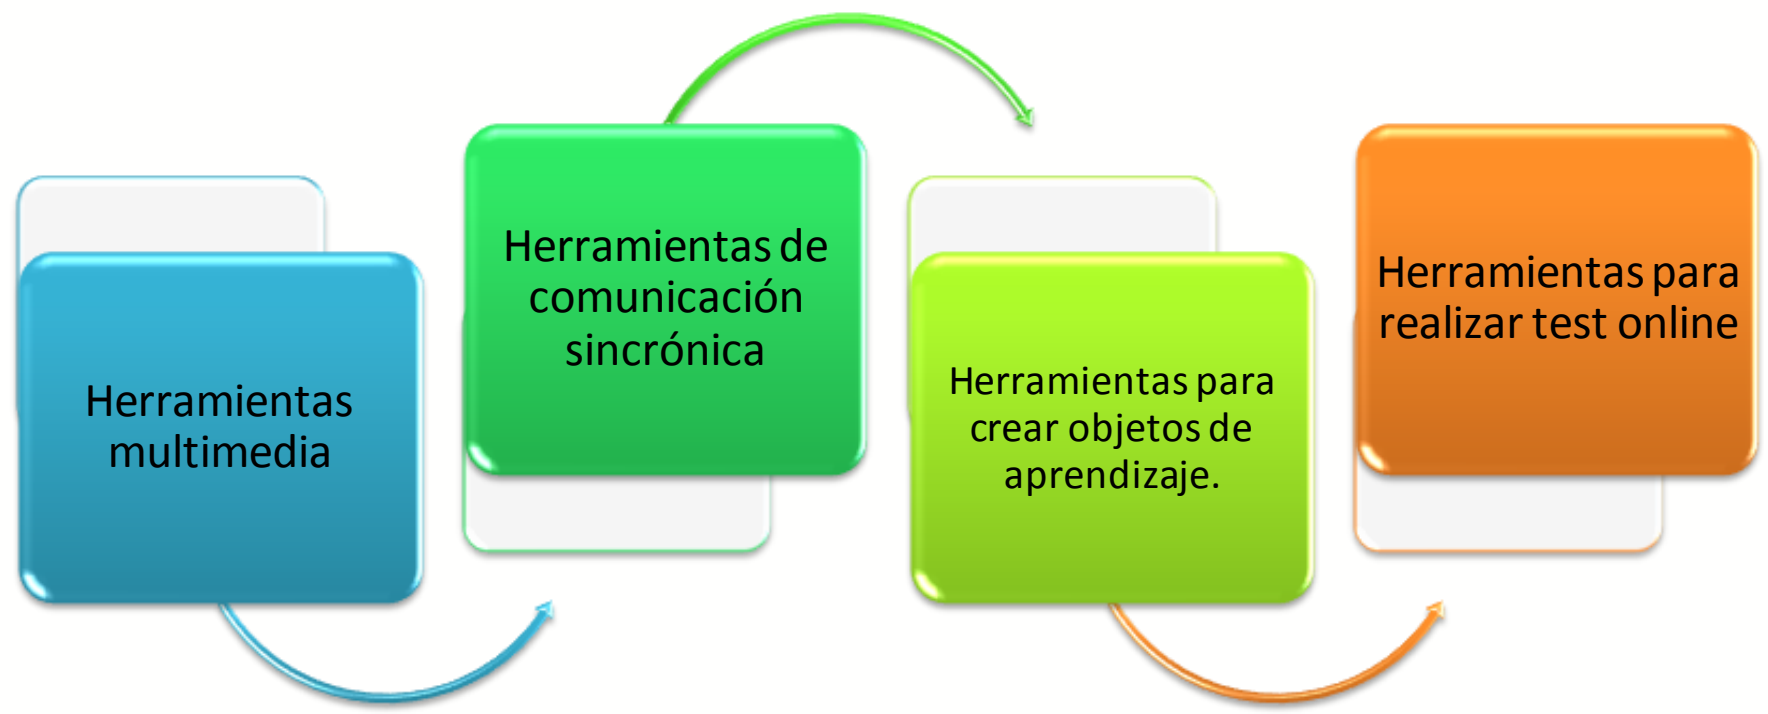 Herramientas
multimedia
Herramientas de
comunicación
sincrónica
Herramientas para
crear objetos de
aprendizaje.
Herramientas para
realizar test online